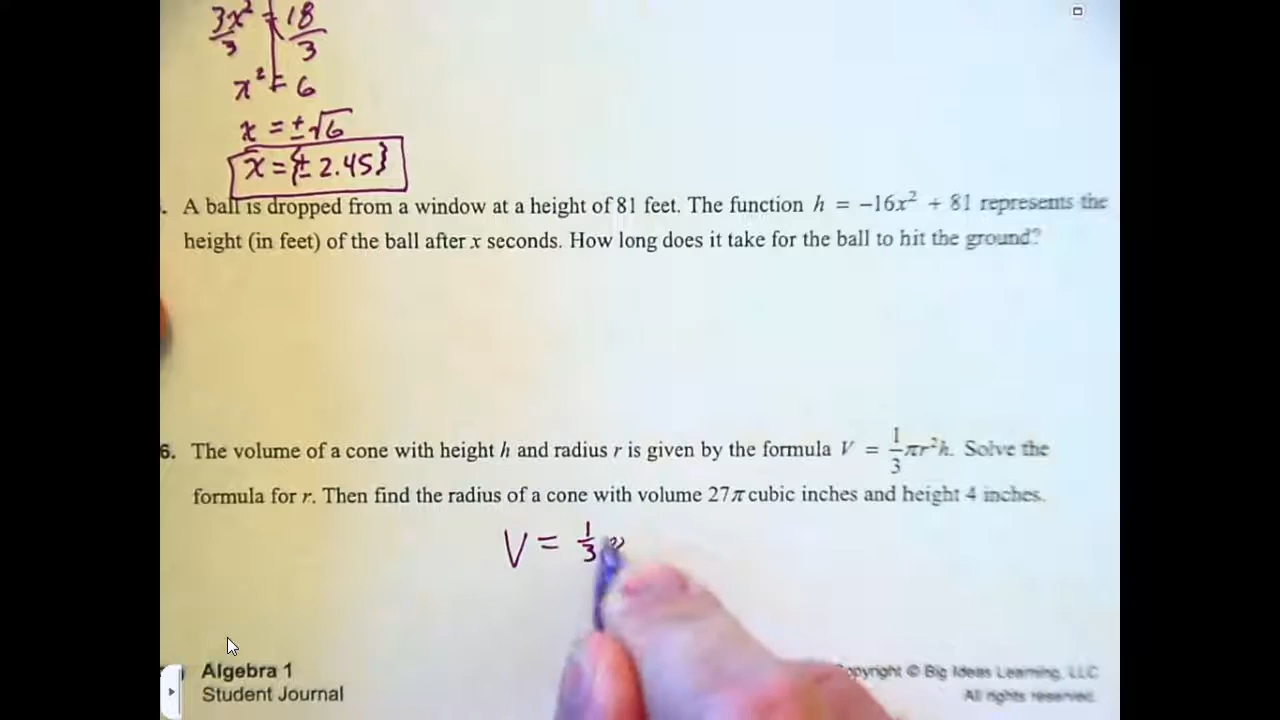 3x² = 18
3 3
x² = 6
x = ±√6
x = {± 2.45}
. A ball is dropped from a window at a height of 81 feet. The function h = −16x² + 81 represents the
height (in feet) of the ball after x seconds. How long does it take for the ball to hit the ground?
6. The volume of a cone with height h and radius r is given by the formula V = 1/3 πr²h. Solve the
formula for r. Then find the radius of a cone with volume 27π cubic inches and height 4 inches.
V = 1/3
Algebra 1
Copyright © Big Ideas Learning, LLC
Student Journal
All rights reserved.